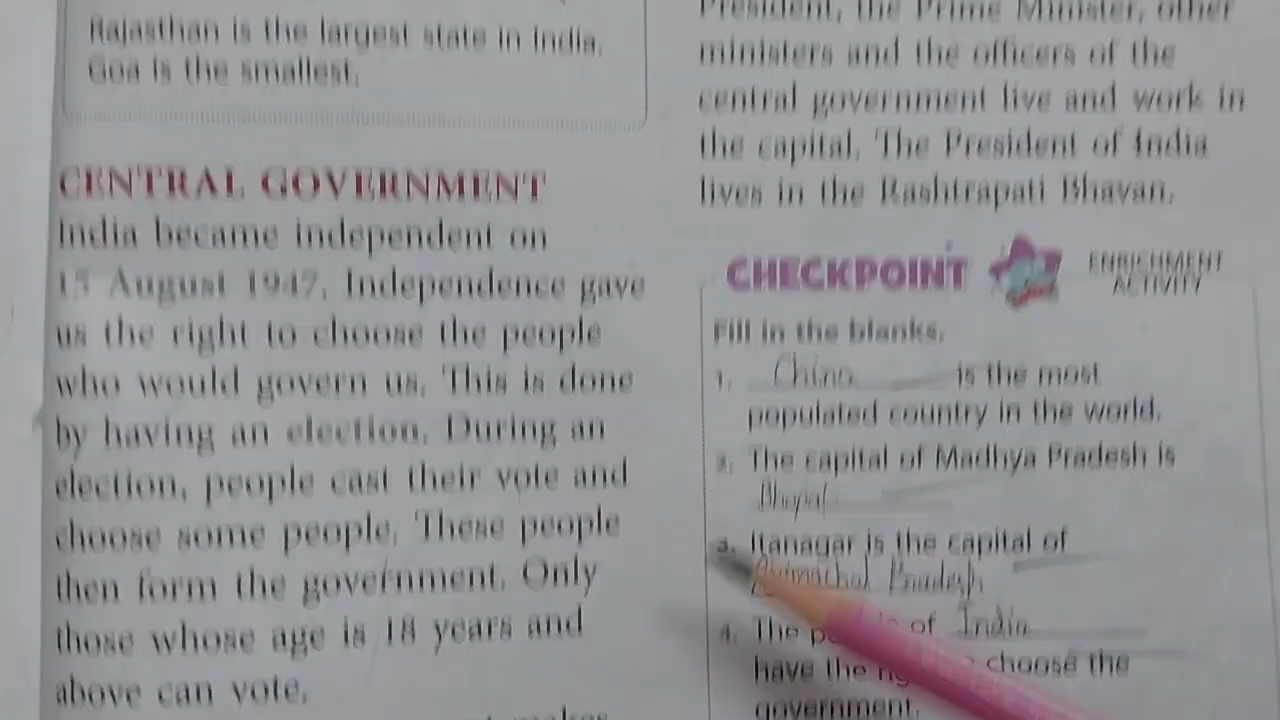 Rajasthan is the largest state in India.
Goa is the smallest.
CENTRAL GOVERNMENT
India became independent on
15 August 1947. Independence gave
us the right to choose the people
who would govern us. This is done
by having an election. During an
election, people cast their vote and
choose some people. These people
then form the government. Only
those whose age is 18 years and
above can vote.
makes
President, the Prime Minister, other
ministers and the officers of the
central government live and work in
the capital. The President of India
lives in the Rashtrapati Bhavan.
CHECKPOINT
ENRICHMENT
ACTIVITY
Fill in the blanks.
1. China is the most
populated country in the world.
2. The capital of Madhya Pradesh is
Bhopal
3. Itanagar is the capital of
Arunachal Pradesh
4. The of India
have the choose the
government.